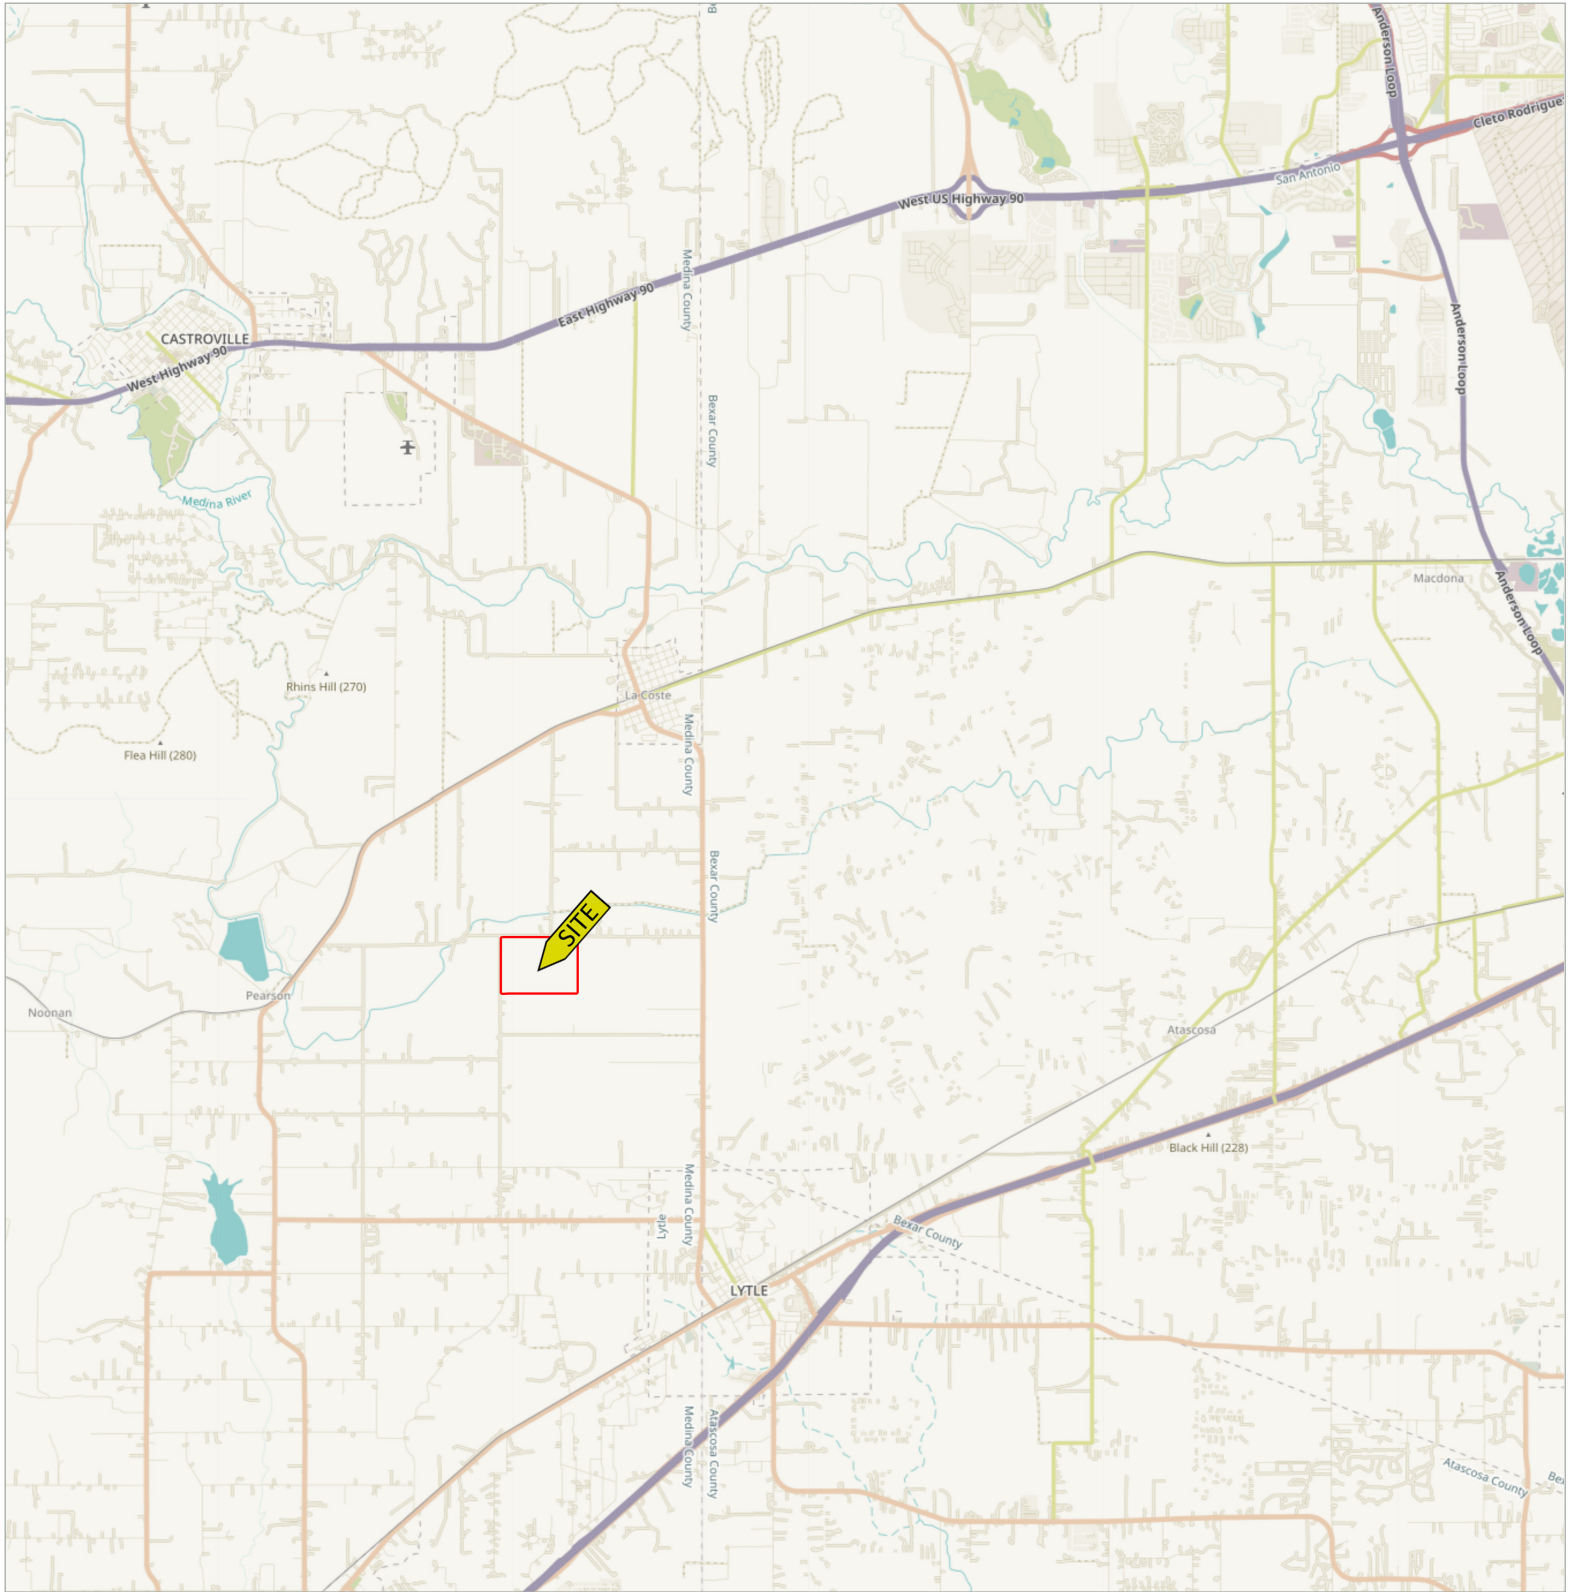 Anderson Loop
Cleto Rodrigue
San Antonio
West US Highway 90
Medina County
East Highway 90
Anderson Loop
CASTROVILLE
West Highway 90
Bexar County
Medina River
Macdona
Anderson Loop
Rhins Hill (270)
La Coste
Flea Hill (280)
Medina County
Bexar County
SITE
Pearson
Noonan
Atascosa
Black Hill (228)
Medina County
Lytle
Bexar County
LYTLE
Medina County
Atascosa County
Atascosa County
Bex